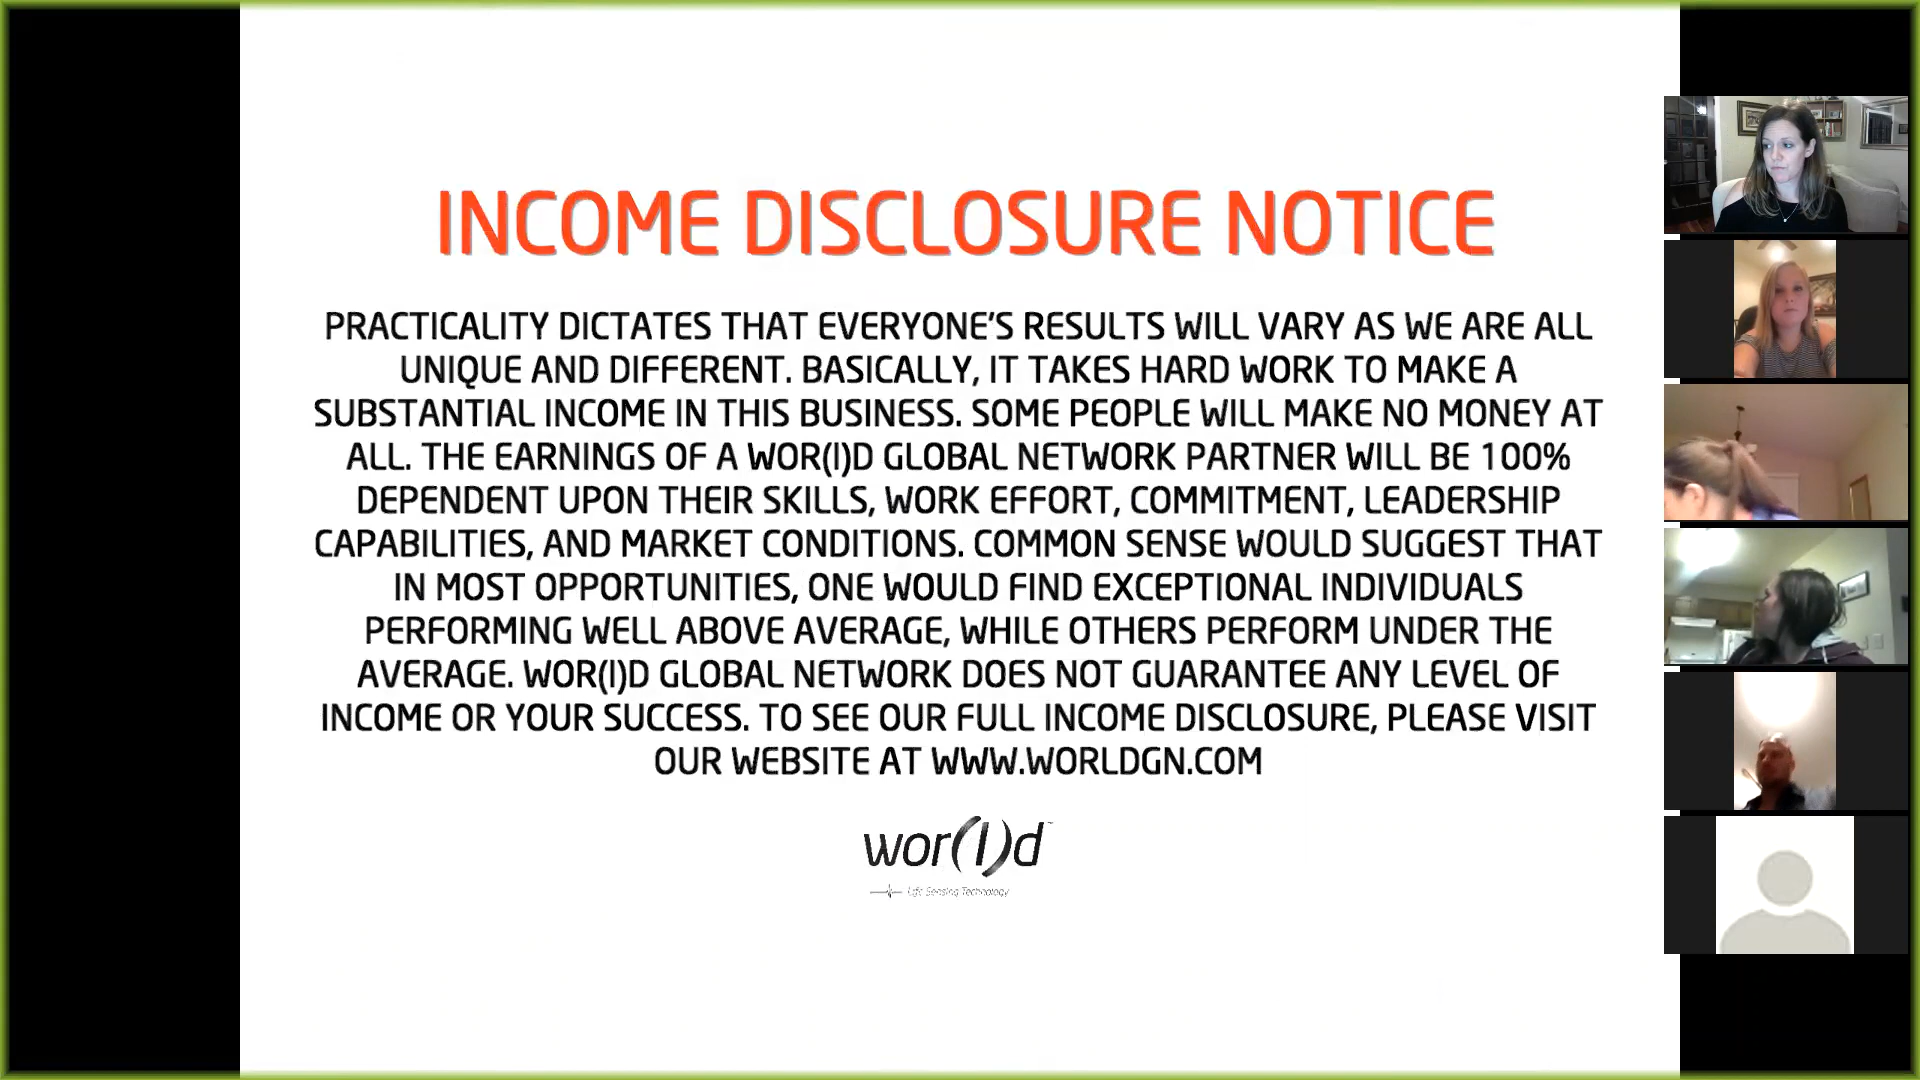 INCOME DISCLOSURE NOTICE
PRACTICALITY DICTATES THAT EVERYONE'S RESULTS WILL VARY AS WE ARE ALL
UNIQUE AND DIFFERENT. BASICALLY, IT TAKES HARD WORK TO MAKE A
SUBSTANTIAL INCOME IN THIS BUSINESS. SOME PEOPLE WILL MAKE NO MONEY AT
ALL. THE EARNINGS OF A WOR(I)D GLOBAL NETWORK PARTNER WILL BE 100%
DEPENDENT UPON THEIR SKILLS, WORK EFFORT, COMMITMENT, LEADERSHIP
CAPABILITIES, AND MARKET CONDITIONS. COMMON SENSE WOULD SUGGEST THAT
IN MOST OPPORTUNITIES, ONE WOULD FIND EXCEPTIONAL INDIVIDUALS
PERFORMING WELL ABOVE AVERAGE, WHILE OTHERS PERFORM UNDER THE
AVERAGE. WOR(I)D GLOBAL NETWORK DOES NOT GUARANTEE ANY LEVEL OF
INCOME OR YOUR SUCCESS. TO SEE OUR FULL INCOME DISCLOSURE, PLEASE VISIT
OUR WEBSITE AT WWW.WORLDGN.COM
wor(l)d™
Life Sensing Technology